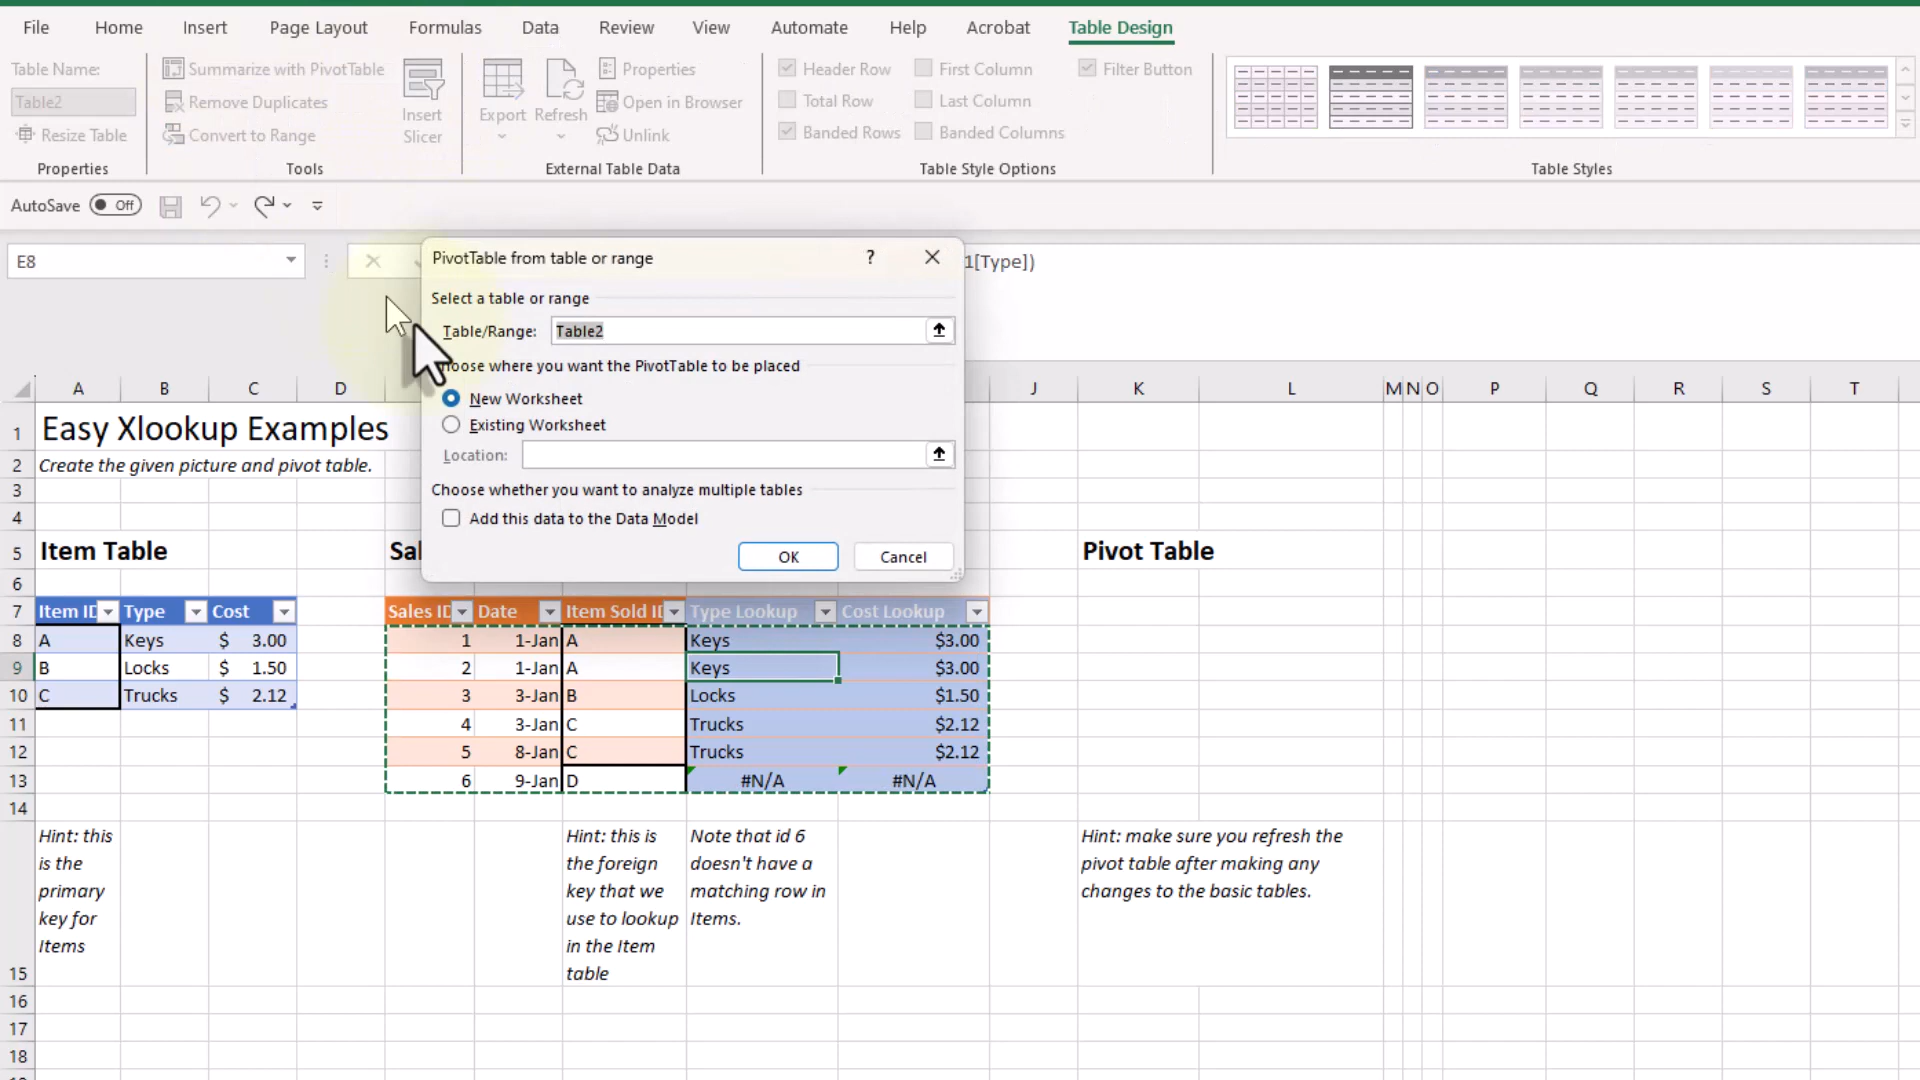 File Home Insert Page Layout Formulas Data Review View Automate Help Acrobat Table Design
Table Name: Summarize with PivotTable Properties Header Row First Column Filter Button
Table2 Remove Duplicates Open in Browser Total Row Last Column
Resize Table Convert to Range Insert Slicer Export Refresh Unlink Banded Rows Banded Columns
Properties Tools External Table Data Table Style Options Table Styles
AutoSave Off
E8 1[Type])
PivotTable from table or range ?
Select a table or range
Table/Range: Table2
hoose where you want the PivotTable to be placed
New Worksheet
Existing Worksheet
Location:
Choose whether you want to analyze multiple tables
Add this data to the Data Model
OK Cancel
A B C D J K L M N O P Q R S T
1 Easy Xlookup Examples
2 Create the given picture and pivot table.
3
4
5 Item Table Sal Pivot Table
6
7 Item ID Type Cost Sales ID Date Item Sold ID Type Lookup Cost Lookup
8 A Keys $ 3.00 1 1-Jan A Keys $3.00
9 B Locks $ 1.50 2 1-Jan A Keys $3.00
10 C Trucks $ 2.12 3 3-Jan B Locks $1.50
11 4 3-Jan C Trucks $2.12
12 5 8-Jan C Trucks $2.12
13 6 9-Jan D #N/A #N/A
14
Hint: this
is the
primary
key for
Items
Hint: this is
the foreign
key that we
use to lookup
in the Item
table
Note that id 6
doesn't have a
matching row in
Items.
Hint: make sure you refresh the
pivot table after making any
changes to the basic tables.
15
16
17
18